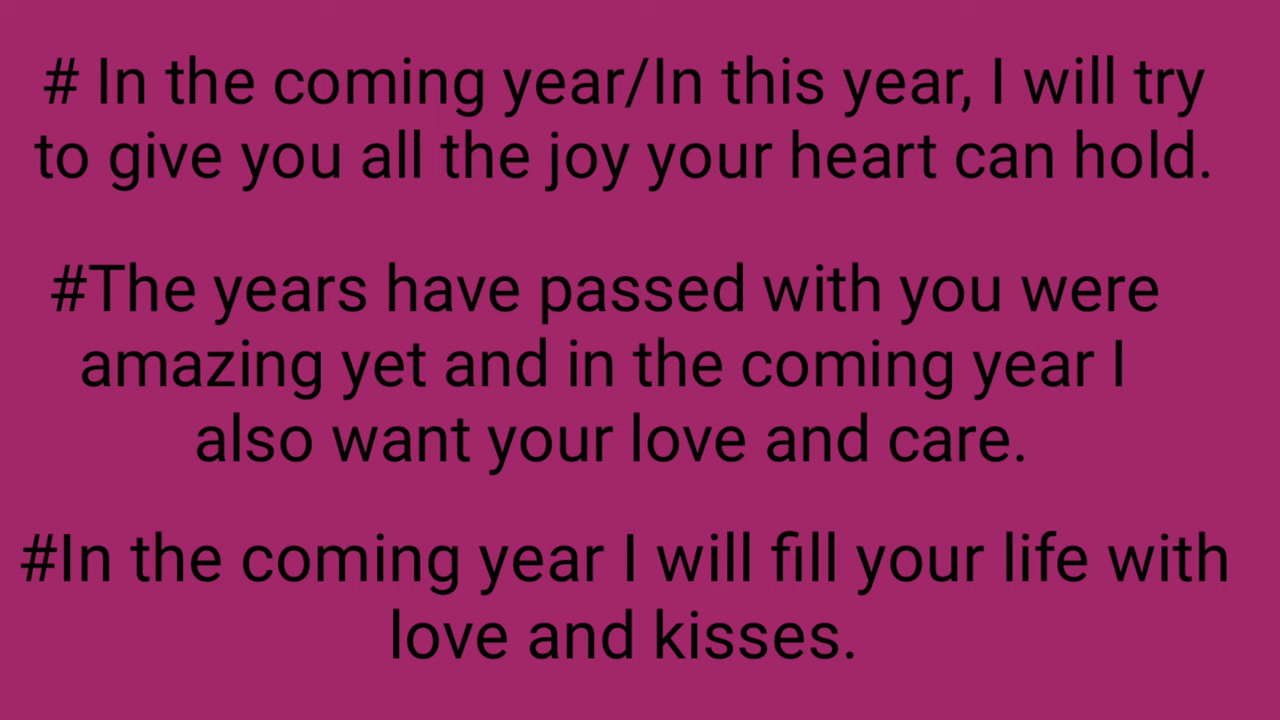 # In the coming year/In this year, I will try
to give you all the joy your heart can hold.
#The years have passed with you were
amazing yet and in the coming year I
also want your love and care.
#In the coming year I will fill your life with
love and kisses.